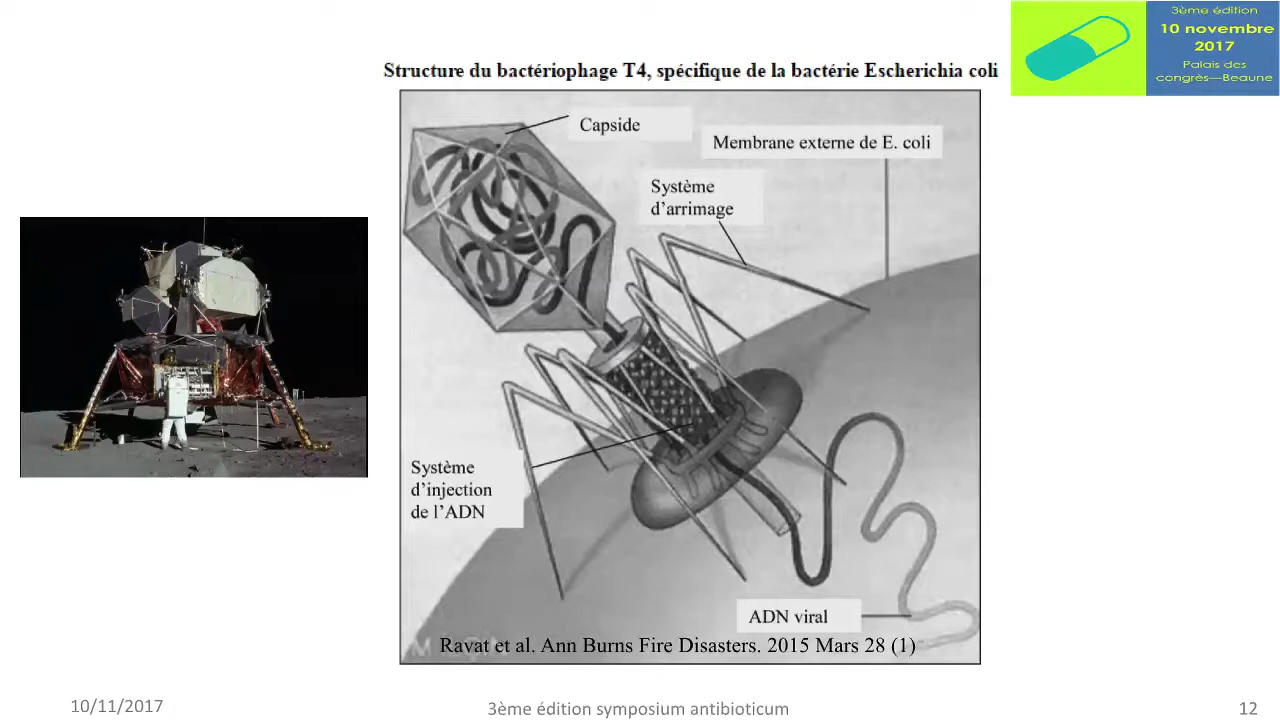 3ème édition
10 novembre
2017
Palais des
congrès—Beaune
Structure du bactériophage T4, spécifique de la bactérie Escherichia coli
Capside
Membrane externe de E. coli
Système
d'arrimage
Système
d'injection
de l'ADN
ADN viral
Ravat et al. Ann Burns Fire Disasters. 2015 Mars 28 (1)
10/11/2017
3ème édition symposium antibioticum
12